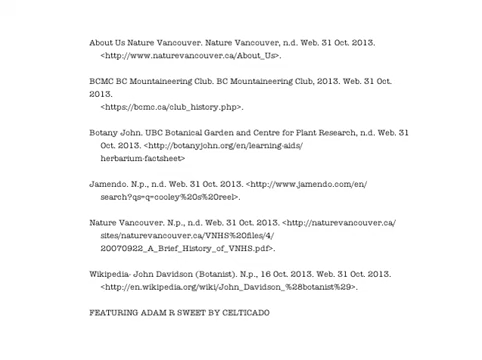 About Us Nature Vancouver. Nature Vancouver, n.d. Web. 31 Oct. 2013.
<http://www.naturevancouver.ca/About_Us>.
BCMC BC Mountaineering Club. BC Mountaineering Club, 2013. Web. 31 Oct.
2013.
<https://bcmc.ca/club_history.php>.
Botany John. UBC Botanical Garden and Centre for Plant Research, n.d. Web. 31
Oct. 2013. <http://botanyjohn.org/en/learning-aids/
herbarium-factsheet>
Jamendo. N.p., n.d. Web. 31 Oct. 2013. <http://www.jamendo.com/en/
search?qs=q=cooley%20s%20reel>.
Nature Vancouver. N.p., n.d. Web. 31 Oct. 2013. <http://naturevancouver.ca/
sites/naturevancouver.ca/VNHS%20files/4/
20070922_A_Brief_History_of_VNHS.pdf>.
Wikipedia- John Davidson (Botanist). N.p., 16 Oct. 2013. Web. 31 Oct. 2013.
<http://en.wikipedia.org/wiki/John_Davidson_%28botanist%29>.
FEATURING ADAM R SWEET BY CELTICADO